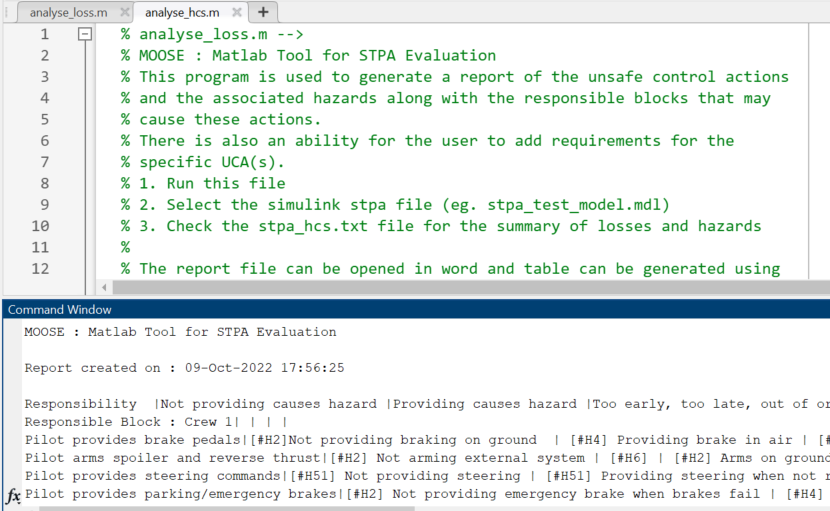 analyse_loss.m × analyse_hcs.m × +
1 % analyse_loss.m -->
2 % MOOSE : Matlab Tool for STPA Evaluation
3 % This program is used to generate a report of the unsafe control actions
4 % and the associated hazards along with the responsible blocks that may
5 % cause these actions.
6 % There is also an ability for the user to add requirements for the
7 % specific UCA(s).
8 % 1. Run this file
9 % 2. Select the simulink stpa file (eg. stpa_test_model.mdl)
10 % 3. Check the stpa_hcs.txt file for the summary of losses and hazards
11 %
12 % The report file can be opened in word and table can be generated using
Command Window
MOOSE : Matlab Tool for STPA Evaluation
Report created on : 09-Oct-2022 17:56:25
Responsibility |Not providing causes hazard |Providing causes hazard |Too early, too late, out of or
Responsible Block : Crew 1| | | |
Pilot provides brake pedals|[#H2]Not providing braking on ground | [#H4] Providing brake in air | [#
Pilot arms spoiler and reverse thrust|[#H2] Not arming external system | [#H6] | [#H2] Arms on ground
Pilot provides steering commands|[#H51] Not providing steering | [#H51] Providing steering when not r
fx Pilot provides parking/emergency brakes|[#H2] Not providing emergency brake when brakes fail | [#H4]